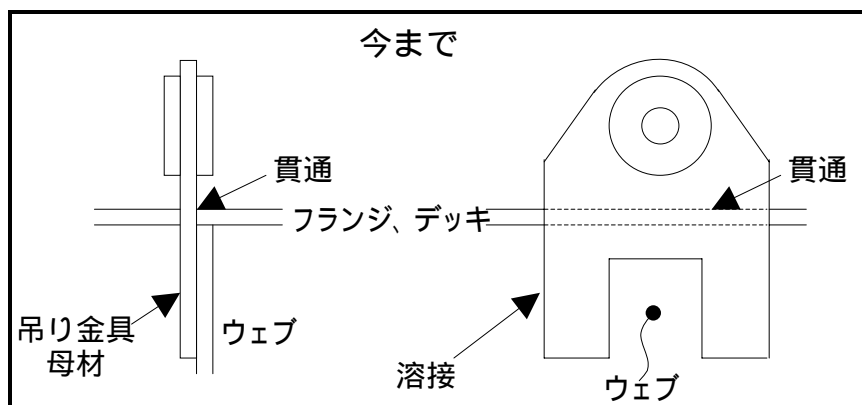 今まで
貫通
貫通
フランジ、デッキ
吊り金具
母材
ウェブ
溶接
ウェブ